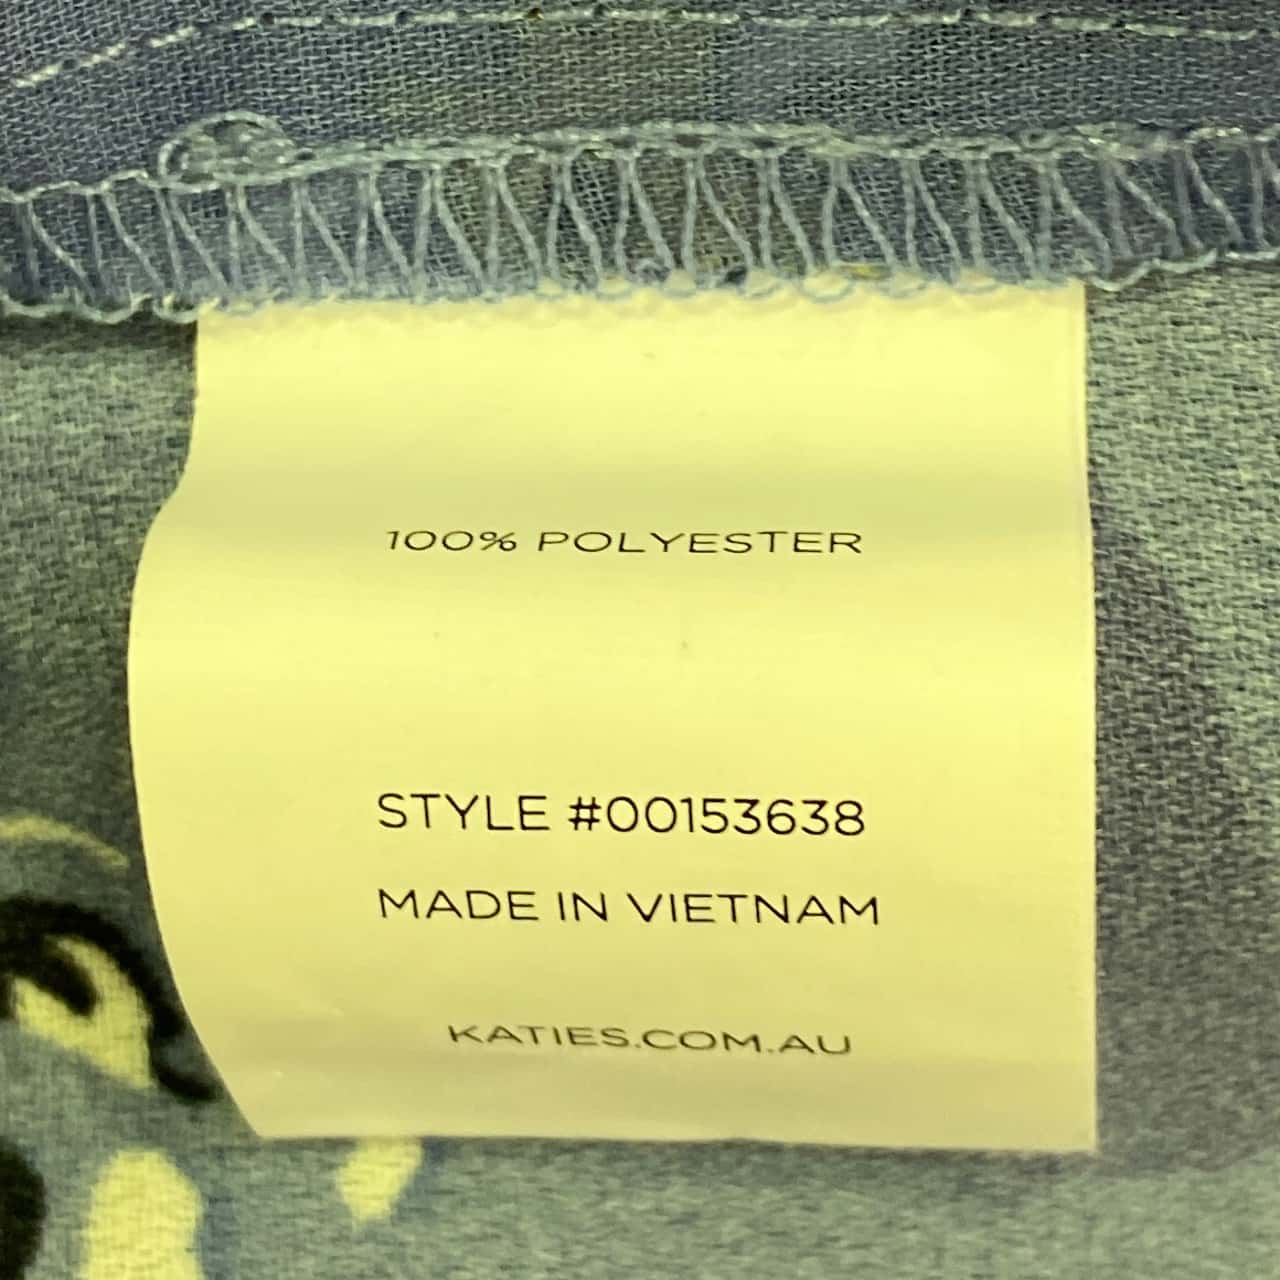 100% POLYESTER
STYLE #00153638
MADE IN VIETNAM
KATIES.COM.AU